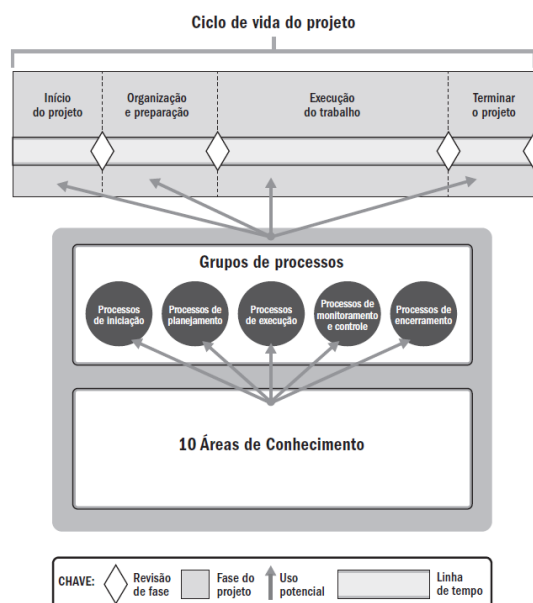 Ciclo de vida do projeto
Início
do projeto
Organização
e preparação
Execução
do trabalho
Terminar
o projeto
Grupos de processos
Processos
de iniciação
Processos de
planejamento
Processos
de execução
Processos de
monitoramento
e controle
Processos de
encerramento
10 Áreas de Conhecimento
CHAVE:
Revisão
de fase
Fase do
projeto
Uso
potencial
Linha
de tempo